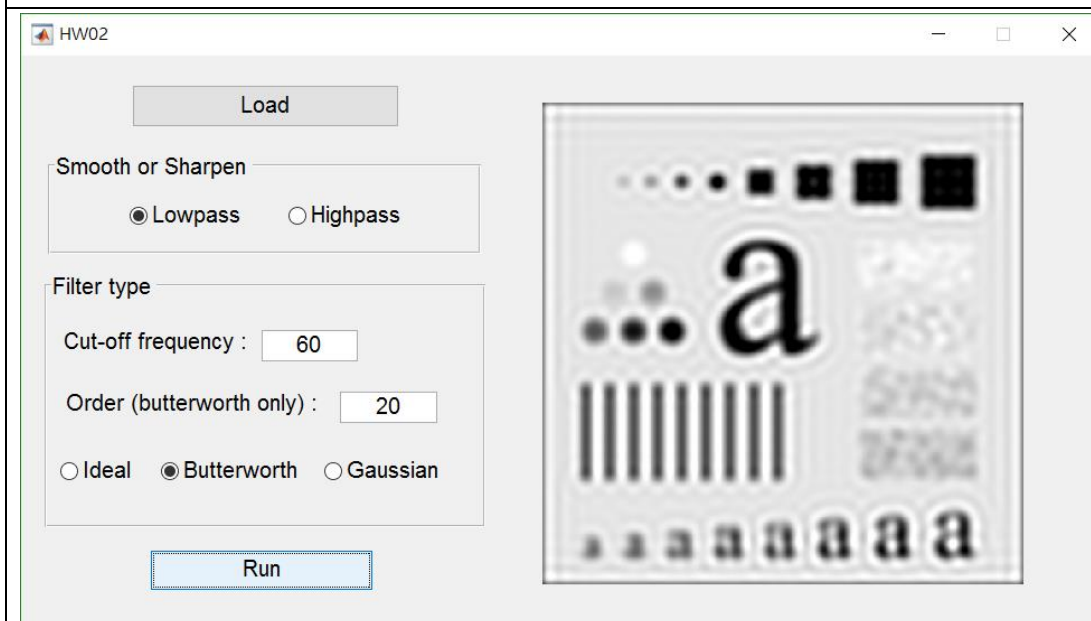 HW02
Load
Smooth or Sharpen
Lowpass Highpass
Filter type
Cut-off frequency : 60
Order (butterworth only) : 20
Ideal Butterworth Gaussian
Run
a
a a a a a a a a